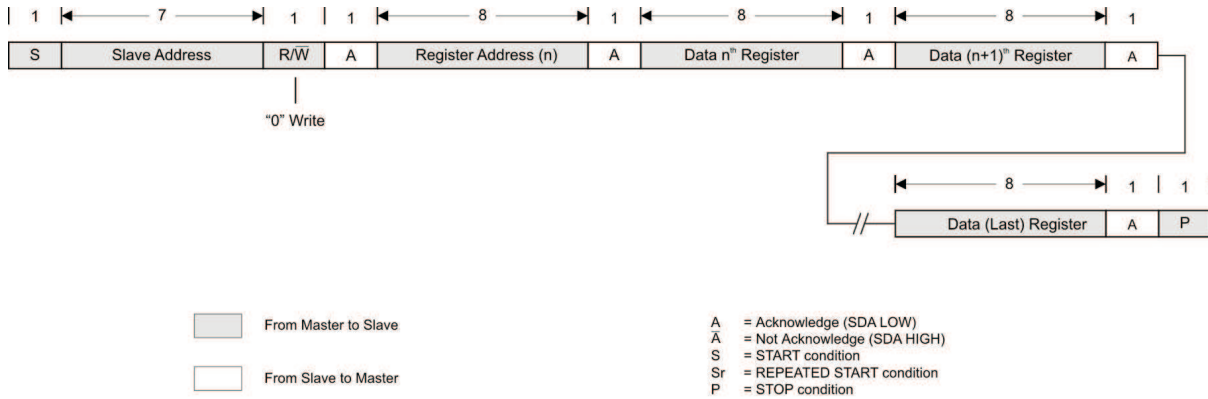 1 7 1 1 8 1 8 1 8 1
S Slave Address R/W̅ A Register Address (n) A Data nth Register A Data (n+1)th Register A
"0" Write
8 1 1
Data (Last) Register A P
From Master to Slave
From Slave to Master
A = Acknowledge (SDA LOW)
A̅ = Not Acknowledge (SDA HIGH)
S = START condition
Sr = REPEATED START condition
P = STOP condition